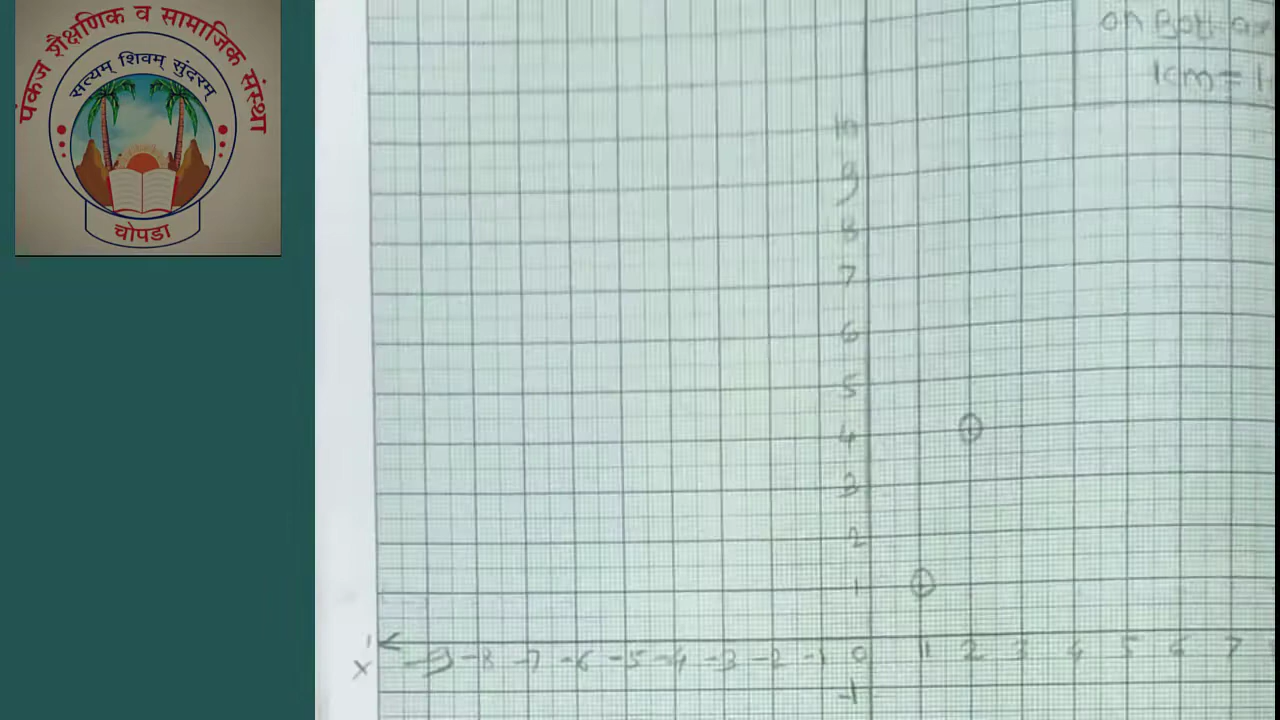 पंकज शैक्षणिक व सामाजिक संस्था
सत्यम् शिवम् सुंदरम्
चोपडा
on Both
1cm = 1
10
9
8
7
6
5
4
3
2
1
X' -9 -8 -7 -6 -5 -4 -3 -2 -1 0 1 2 3 4 5 6 7
-1